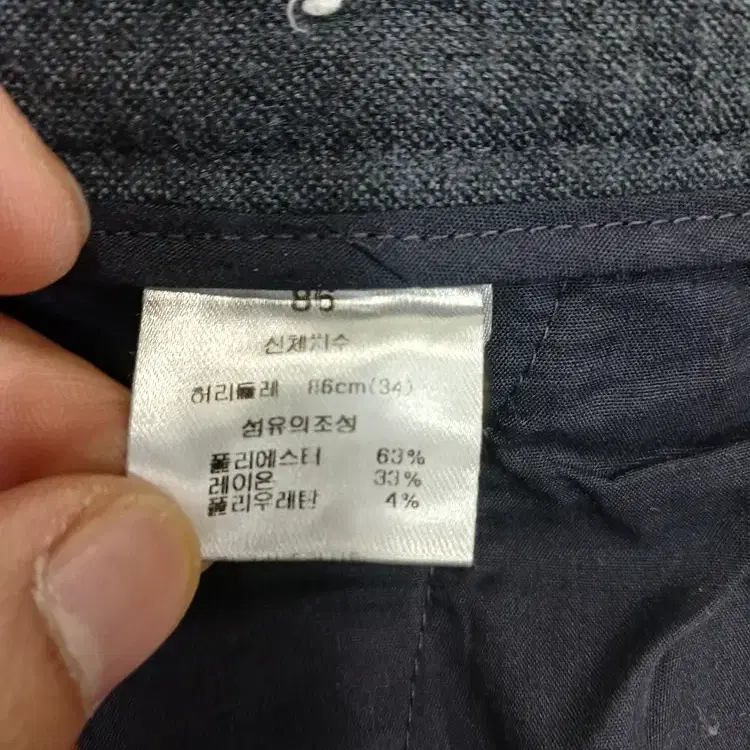 86
신체치수
허리둘레 86cm(34)
섬유의조성
폴리에스터 63%
레이온 33%
폴리우레탄 4%